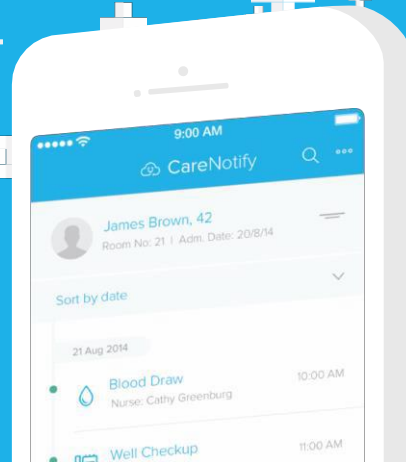 9:00 AM
CareNotify
James Brown, 42
Room No: 21 | Adm. Date: 20/8/14
Sort by date
21 Aug 2014
Blood Draw
10:00 AM
Nurse: Cathy Greenburg
Well Checkup
11:00 AM